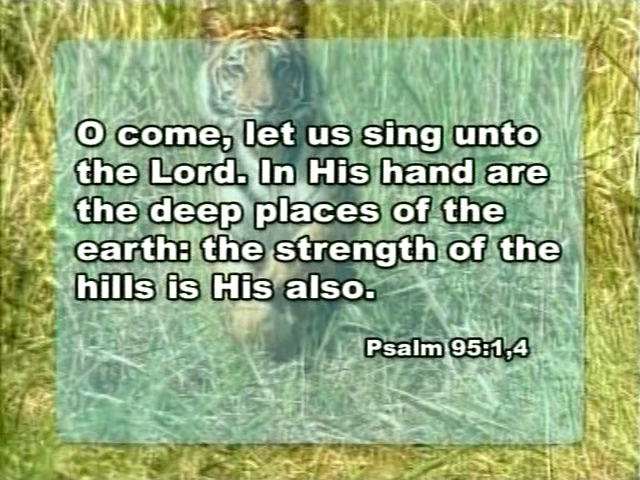 O come, let us sing unto
the Lord. In His hand are
the deep places of the
earth: the strength of the
hills is His also.
Psalm 95:1,4